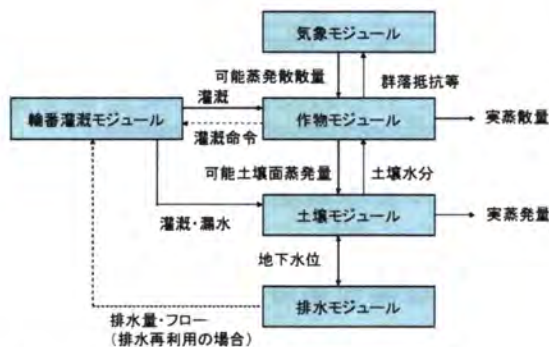 気象モジュール
可能蒸発散散量
群落抵抗等
灌漑
輪番灌漑モジュール
作物モジュール
実蒸散量
灌漑命令
可能土壌面蒸発量
土壌水分
土壌モジュール
実蒸発量
灌漑・漏水
地下水位
排水モジュール
排水量・フロー
(排水再利用の場合)